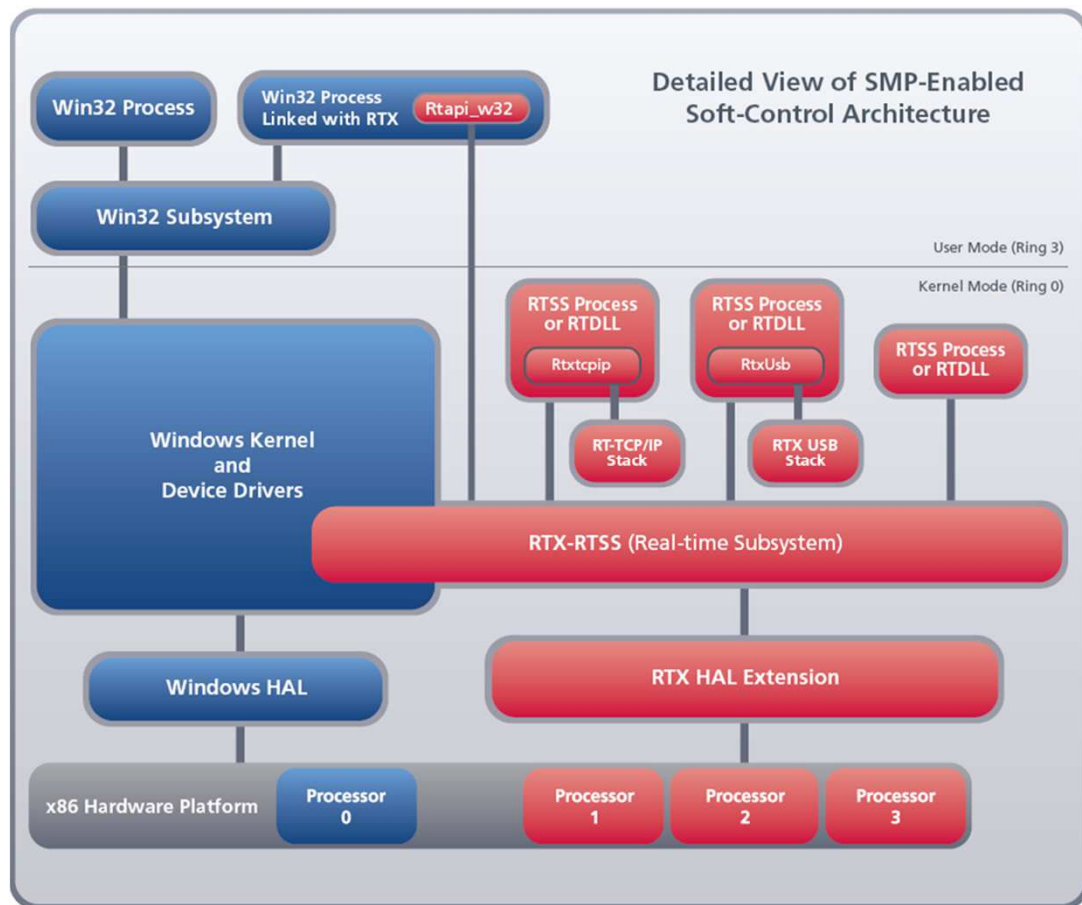 Detailed View of SMP-Enabled
Soft-Control Architecture
Win32 Process
Win32 Process
Linked with RTX
Rtapi_w32
Win32 Subsystem
User Mode (Ring 3)
Kernel Mode (Ring 0)
RTSS Process
or RTDLL
Rtxtcpip
RTSS Process
or RTDLL
RtxUsb
RTSS Process
or RTDLL
RT-TCP/IP
Stack
RTX USB
Stack
Windows Kernel
and
Device Drivers
RTX-RTSS (Real-time Subsystem)
Windows HAL
RTX HAL Extension
x86 Hardware Platform
Processor
0
Processor
1
Processor
2
Processor
3